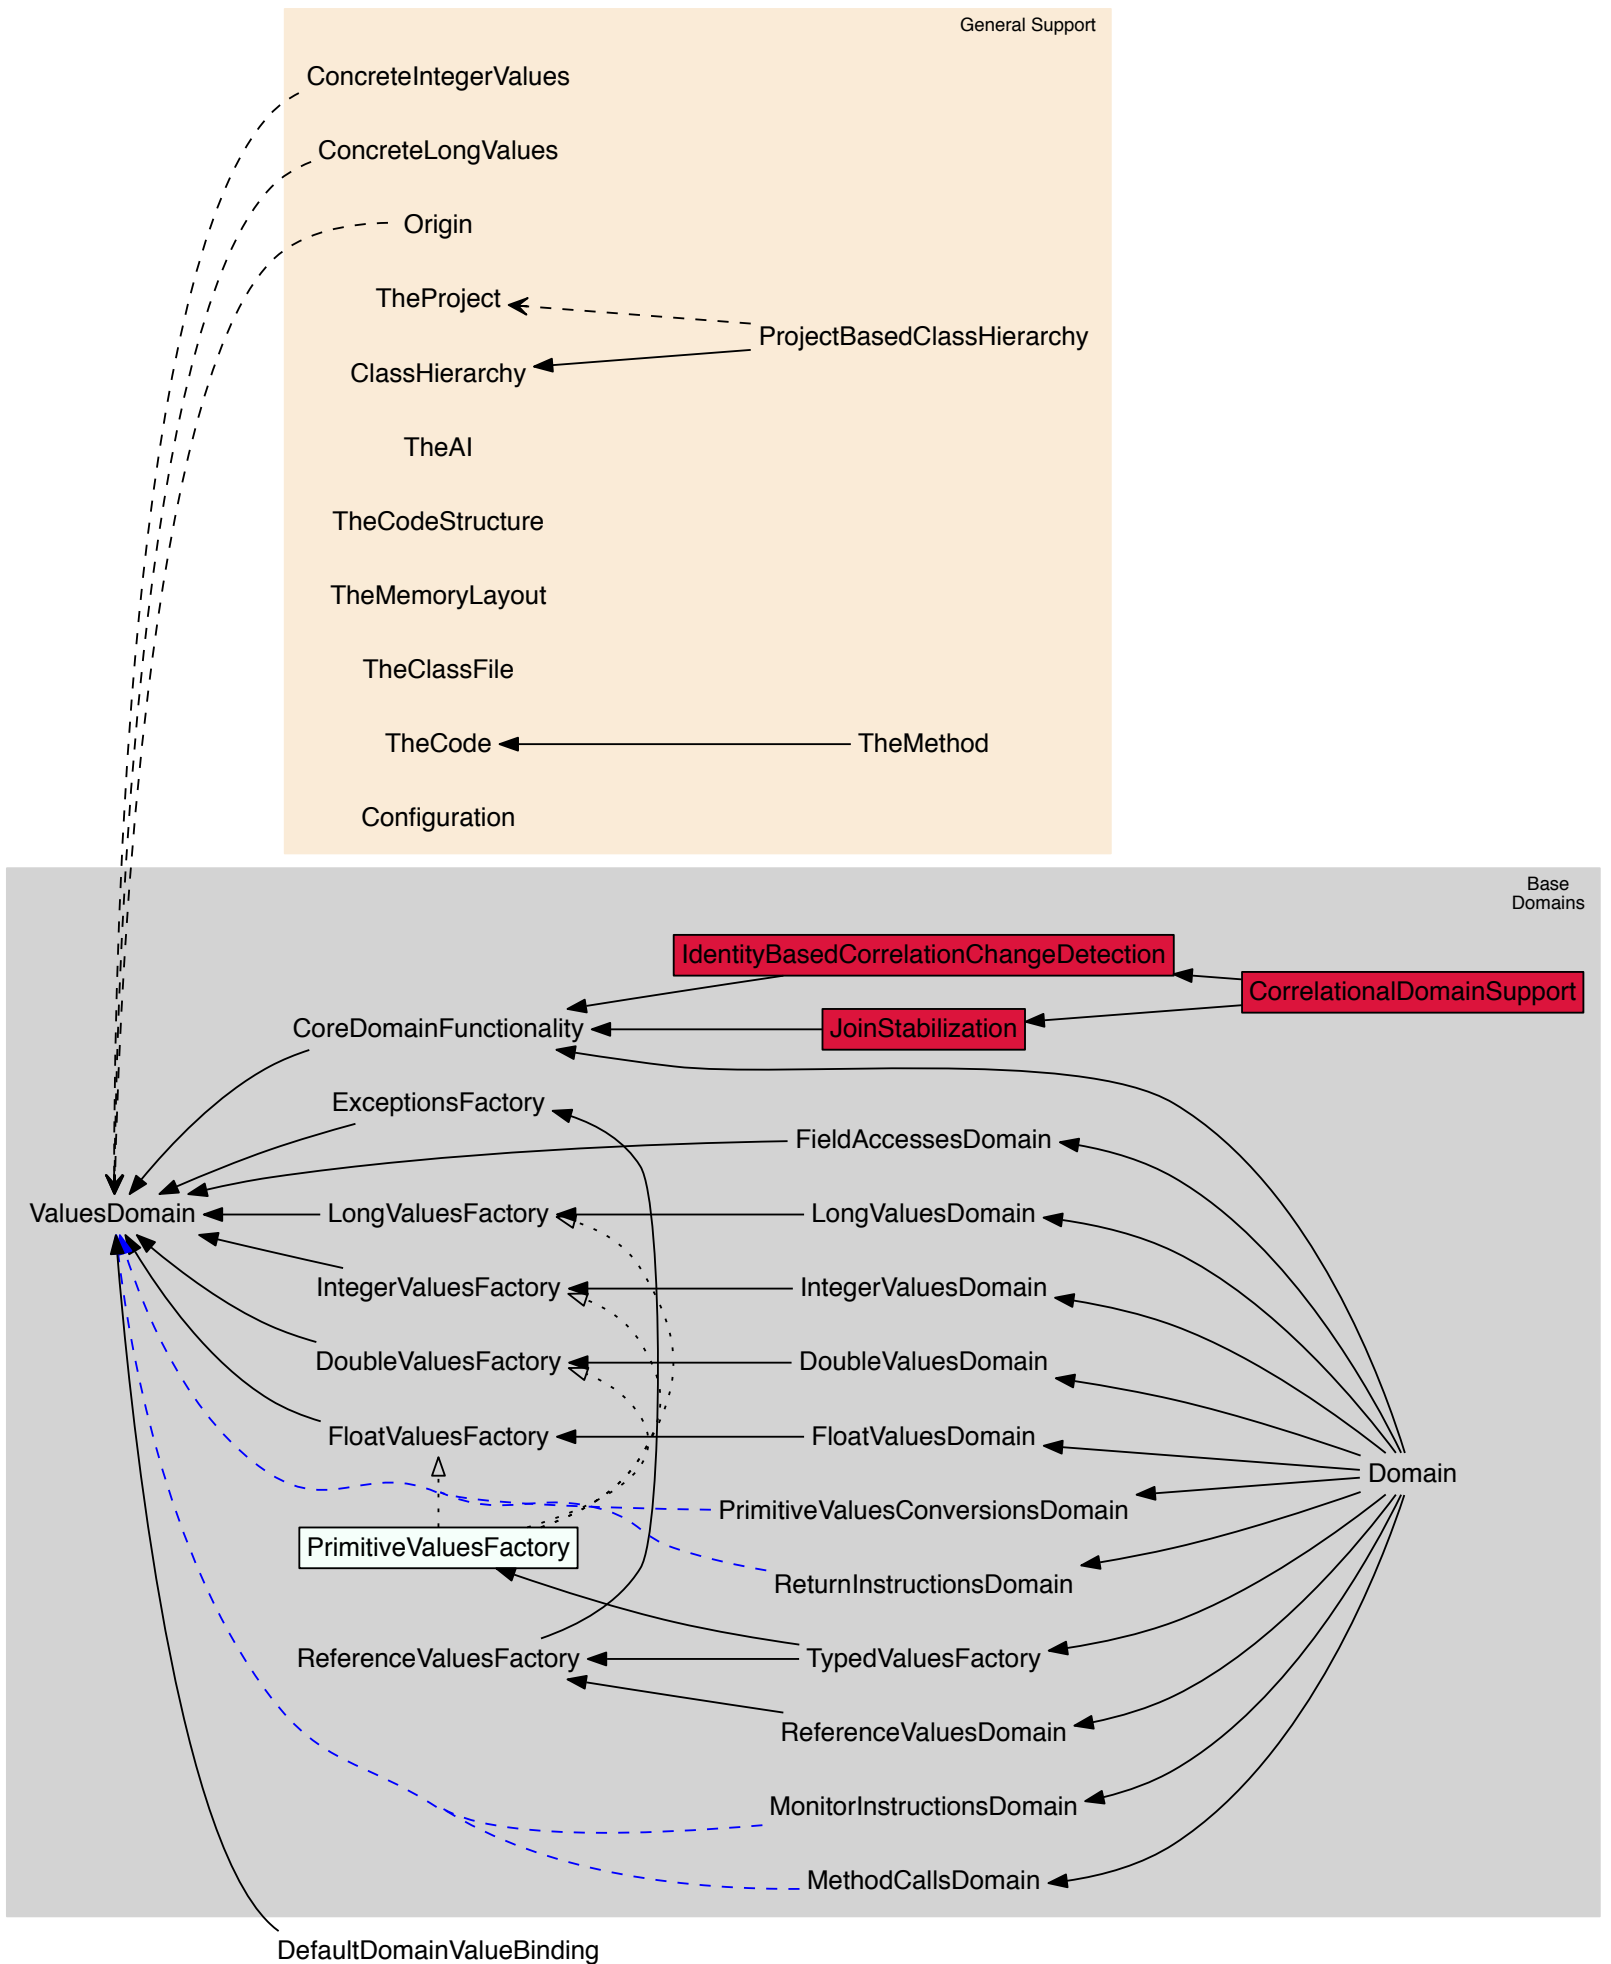 General Support
ConcreteIntegerValues
ConcreteLongValues
Origin
TheProject
ProjectBasedClassHierarchy
ClassHierarchy
TheAI
TheCodeStructure
TheMemoryLayout
TheClassFile
TheCode
TheMethod
Configuration
Base
Domains
IdentityBasedCorrelationChangeDetection
CorrelationalDomainSupport
CoreDomainFunctionality
JoinStabilization
ExceptionsFactory
FieldAccessesDomain
ValuesDomain
LongValuesFactory
LongValuesDomain
IntegerValuesFactory
IntegerValuesDomain
DoubleValuesFactory
DoubleValuesDomain
FloatValuesFactory
FloatValuesDomain
Domain
PrimitiveValuesConversionsDomain
PrimitiveValuesFactory
ReturnInstructionsDomain
ReferenceValuesFactory
TypedValuesFactory
ReferenceValuesDomain
MonitorInstructionsDomain
MethodCallsDomain
DefaultDomainValueBinding